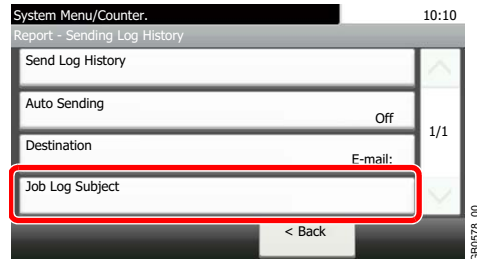 System Menu/Counter. 10:10
Report - Sending Log History
Send Log History
Auto Sending
Off
1/1
Destination
E-mail:
Job Log Subject
< Back
GB0578_00